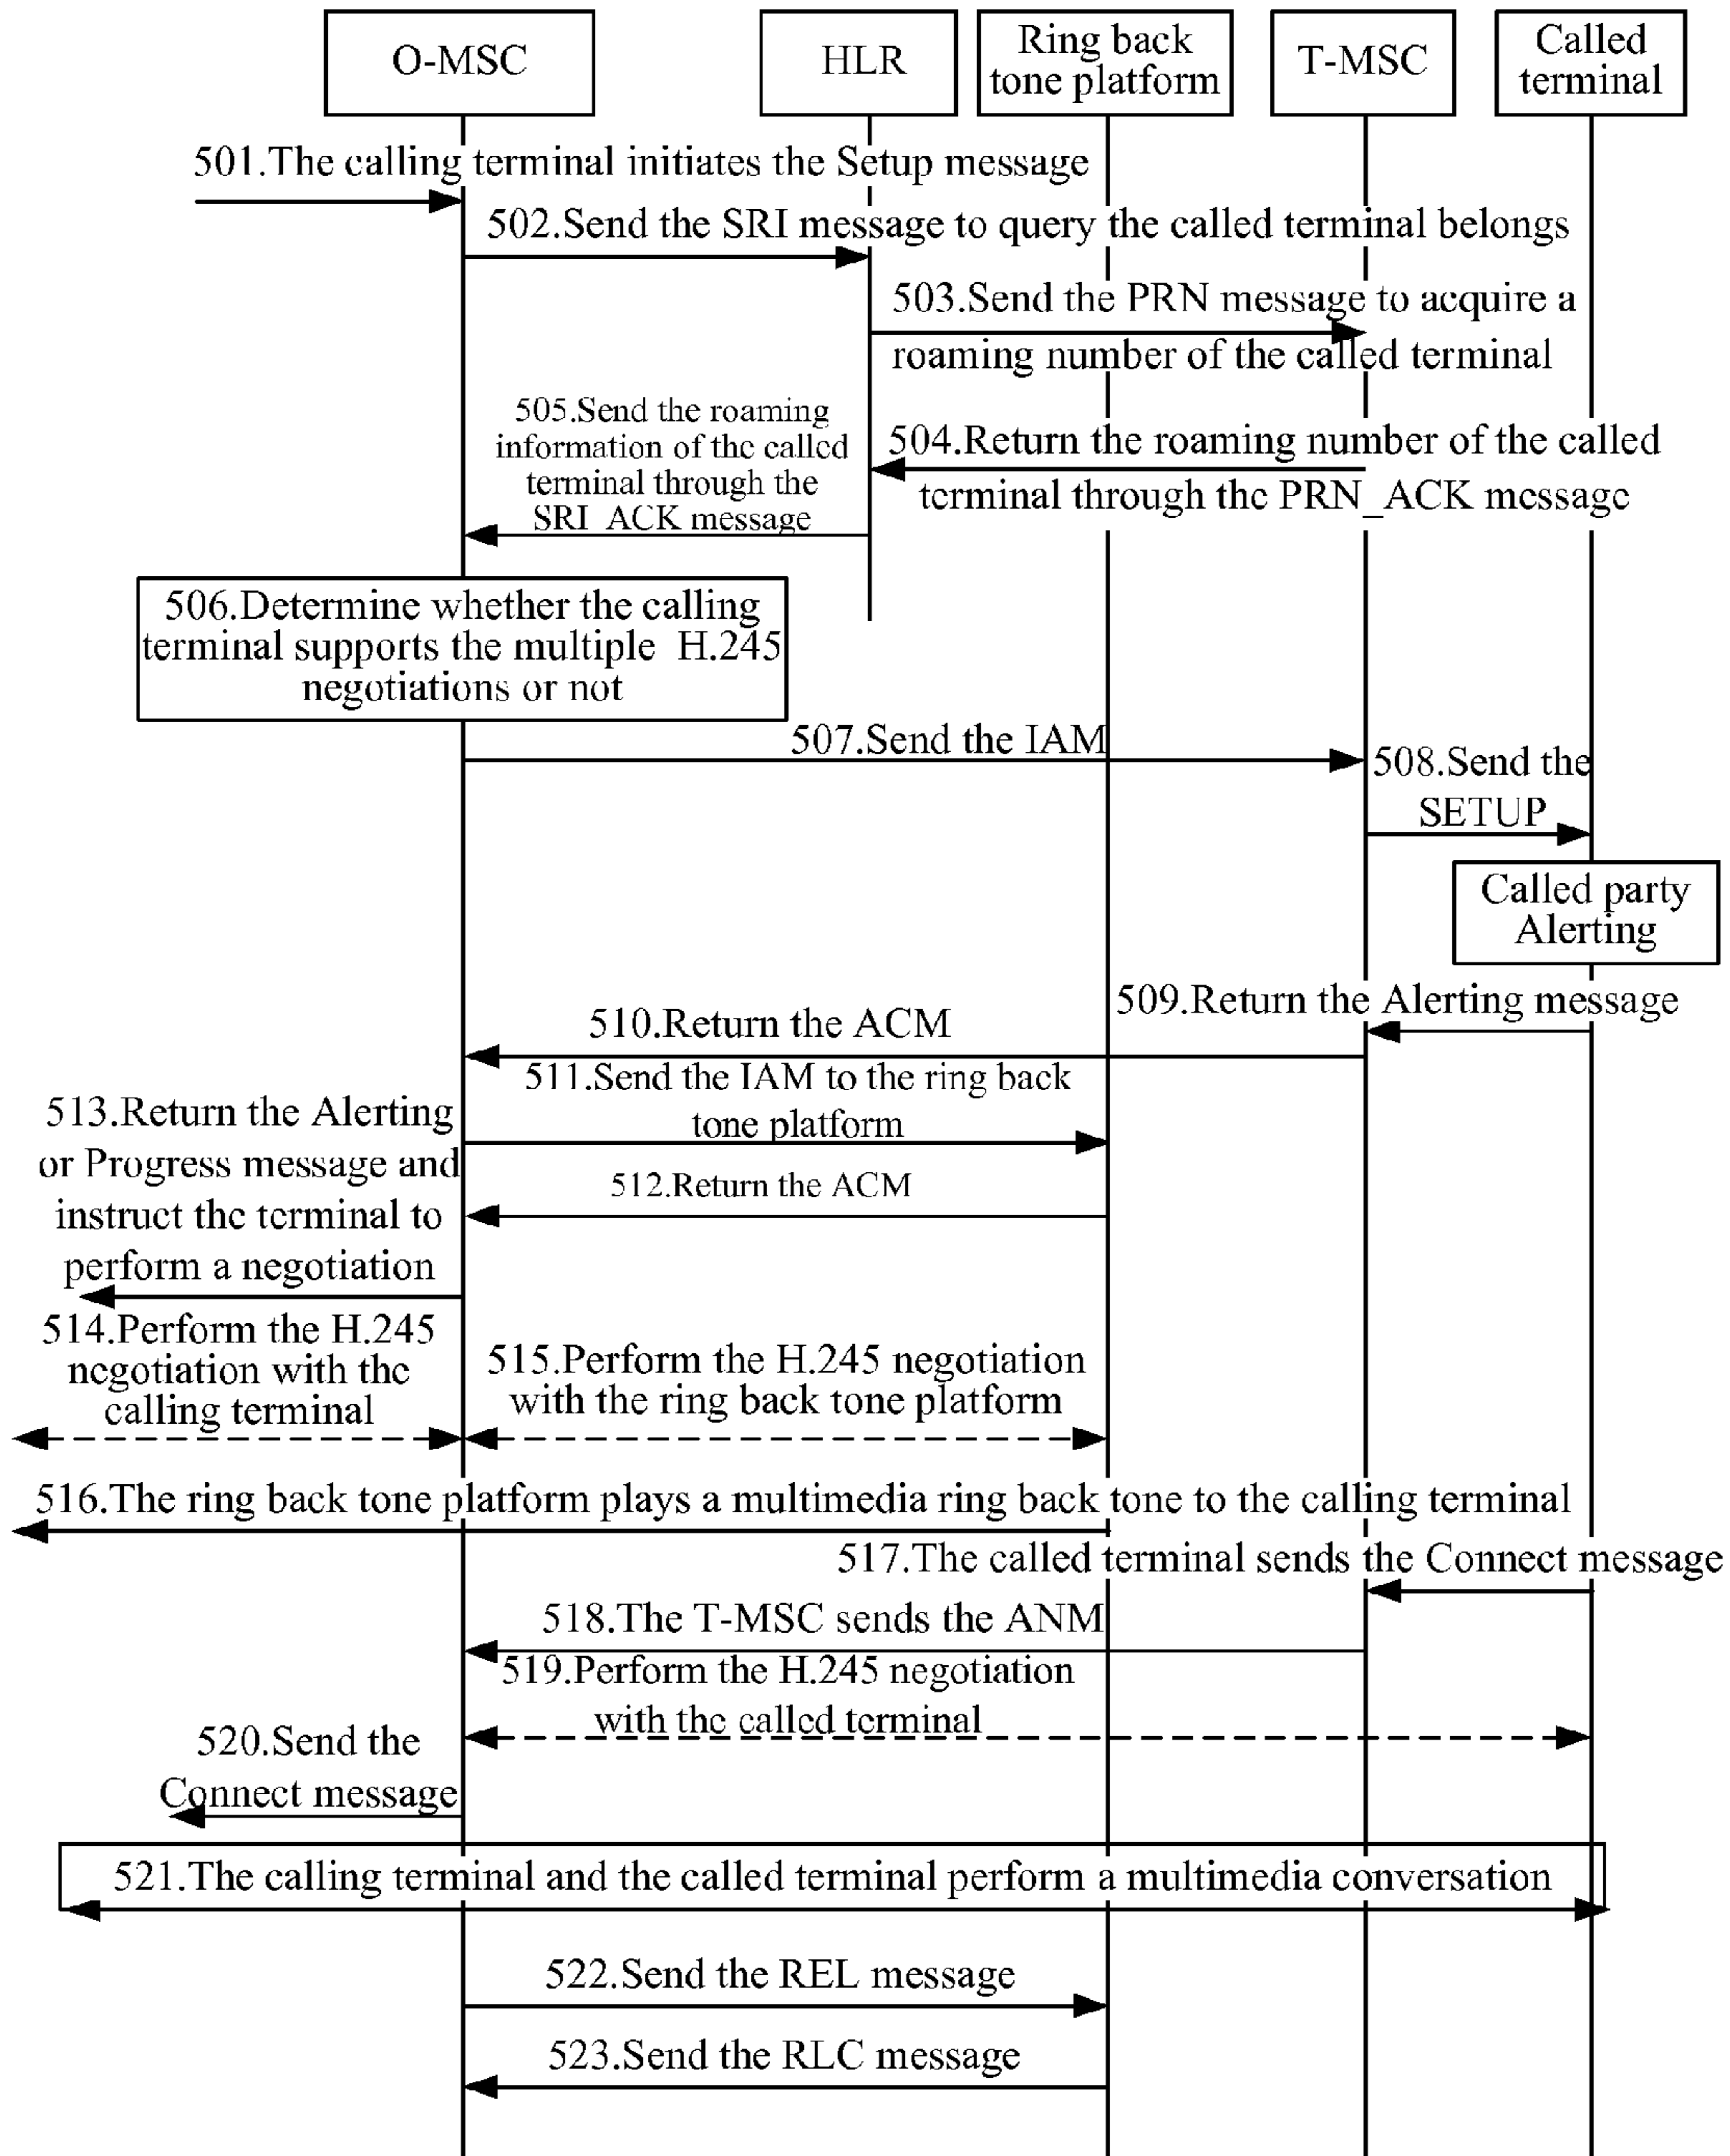 O-MSC
HLR
Ring back
tone platform
T-MSC
Called
terminal
501.The calling terminal initiates the Setup message
502.Send the SRI message to query the called terminal belongs
503.Send the PRN message to acquire a
roaming number of the called terminal
505.Send the roaming
information of the called
terminal through the
SRI_ACK message
504.Return the roaming number of the called
terminal through the PRN_ACK message
506.Determine whether the calling
terminal supports the multiple H.245
negotiations or not
507.Send the IAM
508.Send the
SETUP
Called party
Alerting
509.Return the Alerting message
510.Return the ACM
511.Send the IAM to the ring back
tone platform
512.Return the ACM
513.Return the Alerting
or Progress message and
instruct the terminal to
perform a negotiation
514.Perform the H.245
negotiation with the
calling terminal
515.Perform the H.245 negotiation
with the ring back tone platform
516.The ring back tone platform plays a multimedia ring back tone to the calling terminal
517.The called terminal sends the Connect message
518.The T-MSC sends the ANM
519.Perform the H.245 negotiation
with the called terminal
520.Send the
Connect message
521.The calling terminal and the called terminal perform a multimedia conversation
522.Send the REL message
523.Send the RLC message